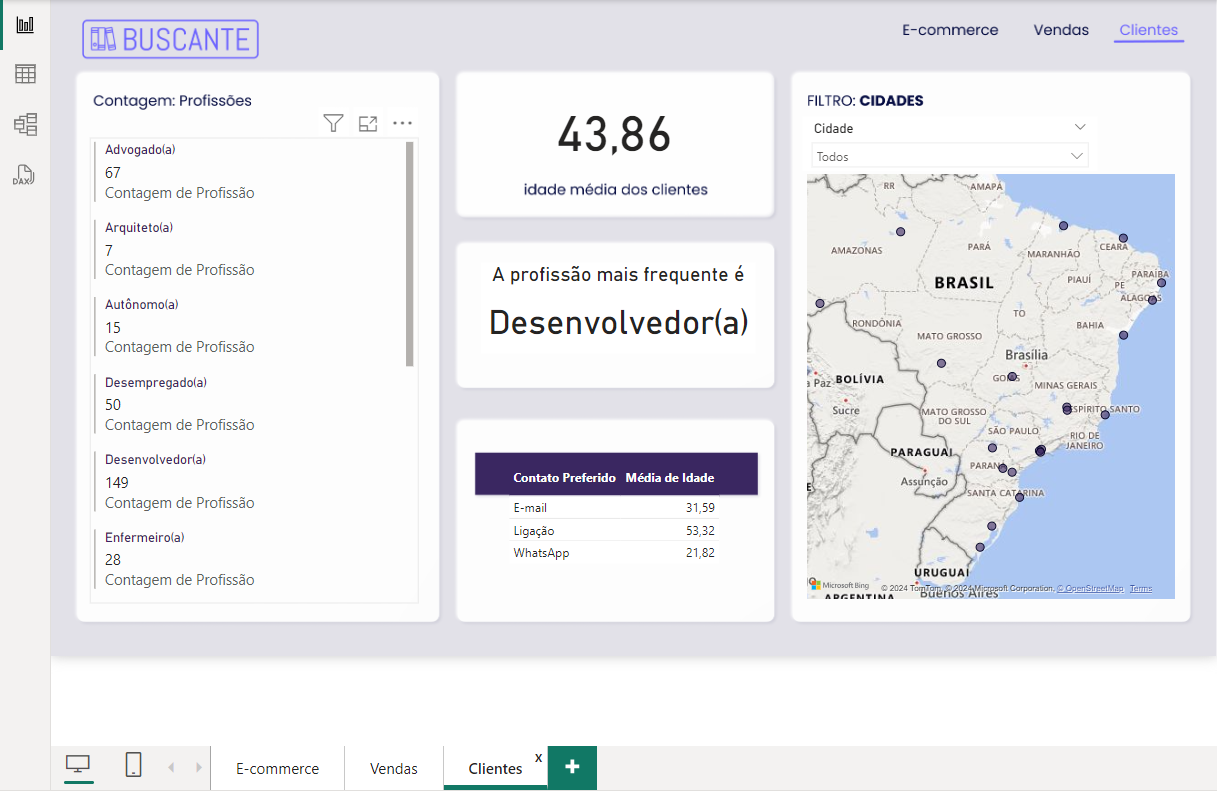 BUSCANTE
E-commerce
Vendas
Clientes
Contagem: Profissões
Advogado(a)
67
Contagem de Profissão
Arquiteto(a)
7
Contagem de Profissão
Autônomo(a)
15
Contagem de Profissão
Desempregado(a)
50
Contagem de Profissão
Desenvolvedor(a)
149
Contagem de Profissão
Enfermeiro(a)
28
Contagem de Profissão
43,86
idade média dos clientes
A profissão mais frequente é
Desenvolvedor(a)
Contato Preferido Média de Idade
E-mail 31,59
Ligação 53,32
WhatsApp 21,82
FILTRO: CIDADES
Cidade
Todos
RR
AMAPÁ
AMAZONAS
PARÁ
MARANHÃO
CEARÁ
BRASIL
PIAUÍ
PARAÍBA
PE
ALAGOAS
RONDÔNIA
TO
MATO GROSSO
BAHIA
Brasília
a Paz
BOLÍVIA
GOIÁS
MINAS GERAIS
Sucre
MATO GROSSO
DO SUL
ESPÍRITO SANTO
SÃO PAULO
RIO DE
JANEIRO
PARAGUAI
PARANÁ
Assunção
SANTA CATARINA
URUGUAI
Buenos Aires
ARGENTINA
Microsoft Bing
© 2024 TomTom, © 2024 Microsoft Corporation, © OpenStreetMap Terms
DAX
E-commerce
Vendas
Clientes
x
+